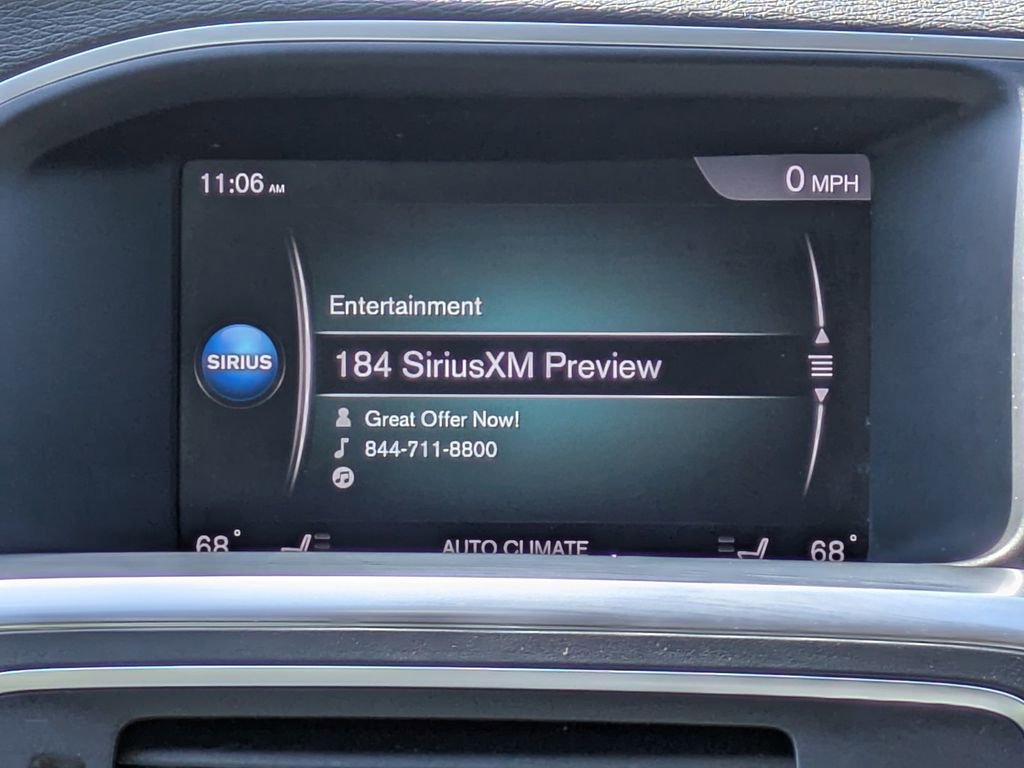 11:06 AM
0 MPH
Entertainment
SIRIUS
184 SiriusXM Preview
Great Offer Now!
844-711-8800
68° AUTO CLIMATE 68°